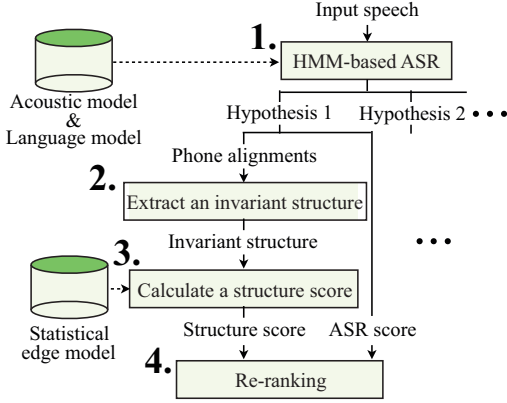 Input speech
1.
HMM-based ASR
Acoustic model
&
Language model
Hypothesis 1
Hypothesis 2
•••
Phone alignments
2.
Extract an invariant structure
Invariant structure
•••
3.
Calculate a structure score
Statistical
edge model
Structure score
ASR score
4.
Re-ranking